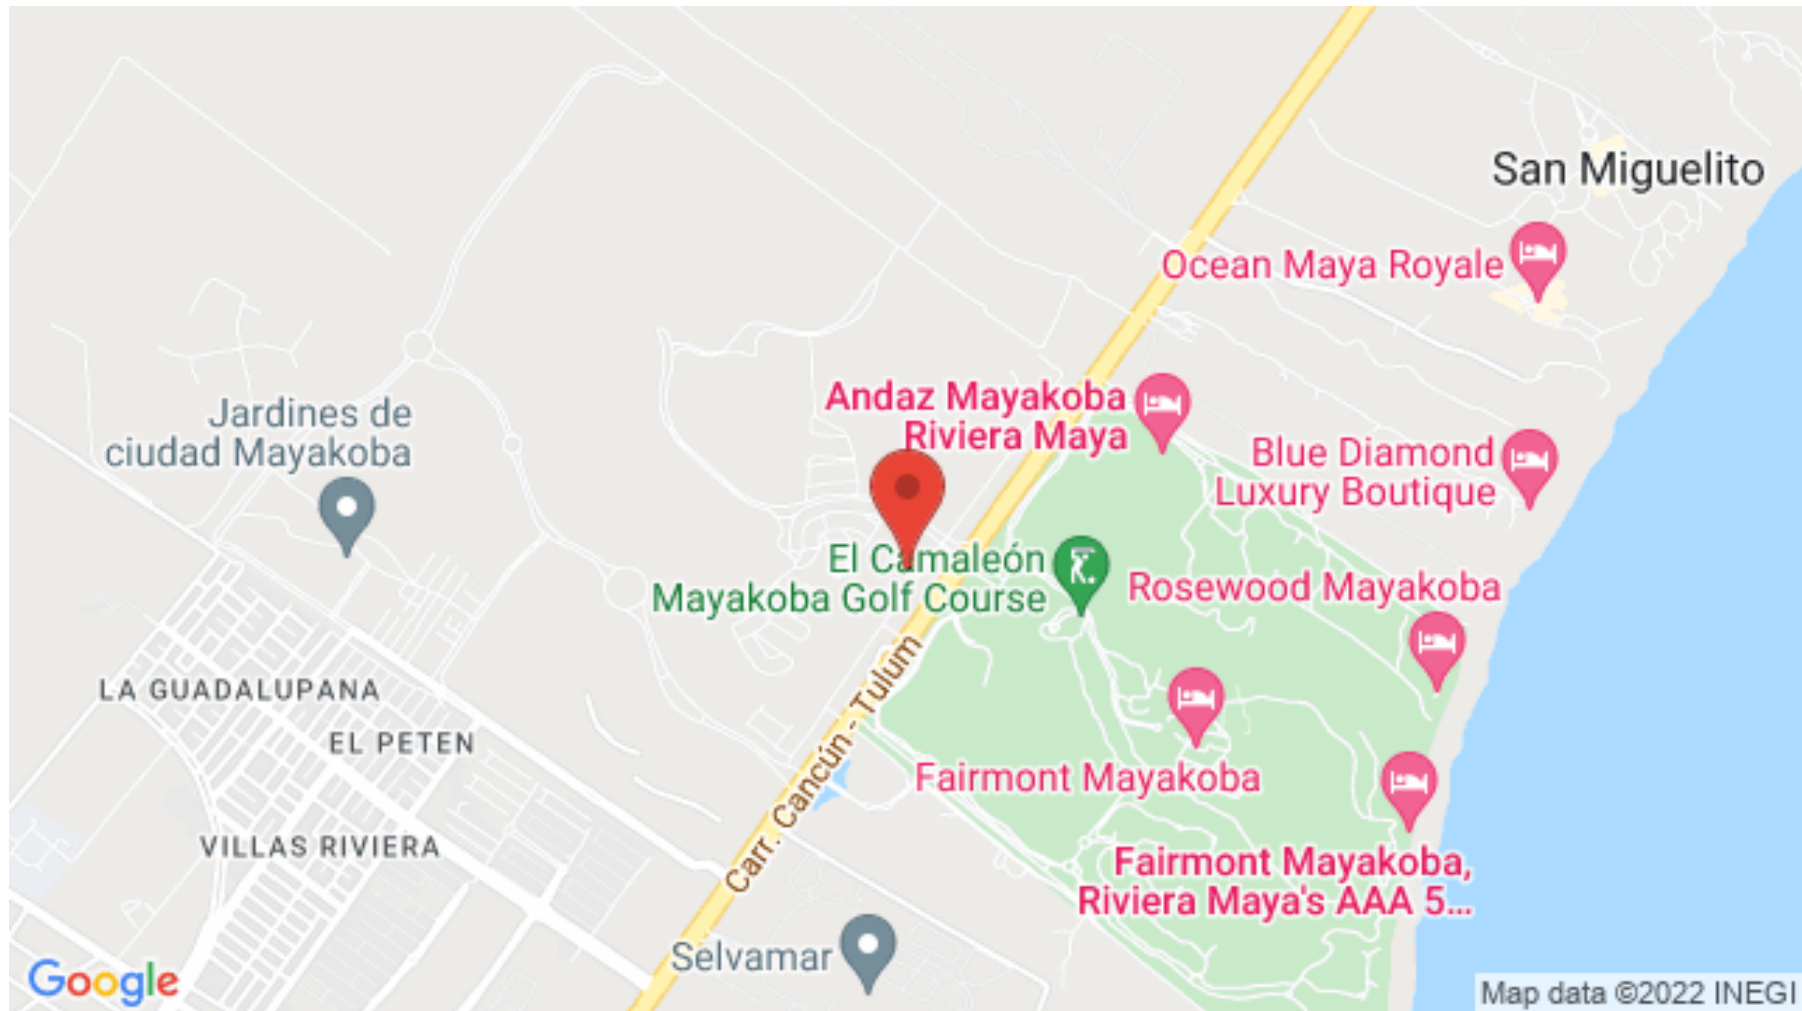 San Miguelito
Ocean Maya Royale
Andaz Mayakoba
Riviera Maya
Jardines de
ciudad Mayakoba
Blue Diamond
Luxury Boutique
El Camaleón
Mayakoba Golf Course
Rosewood Mayakoba
LA GUADALUPANA
EL PETEN
Carr. Cancún - Tulum
Fairmont Mayakoba
VILLAS RIVIERA
Fairmont Mayakoba,
Riviera Maya's AAA 5...
Selvamar
Google
Map data ©2022 INEGI